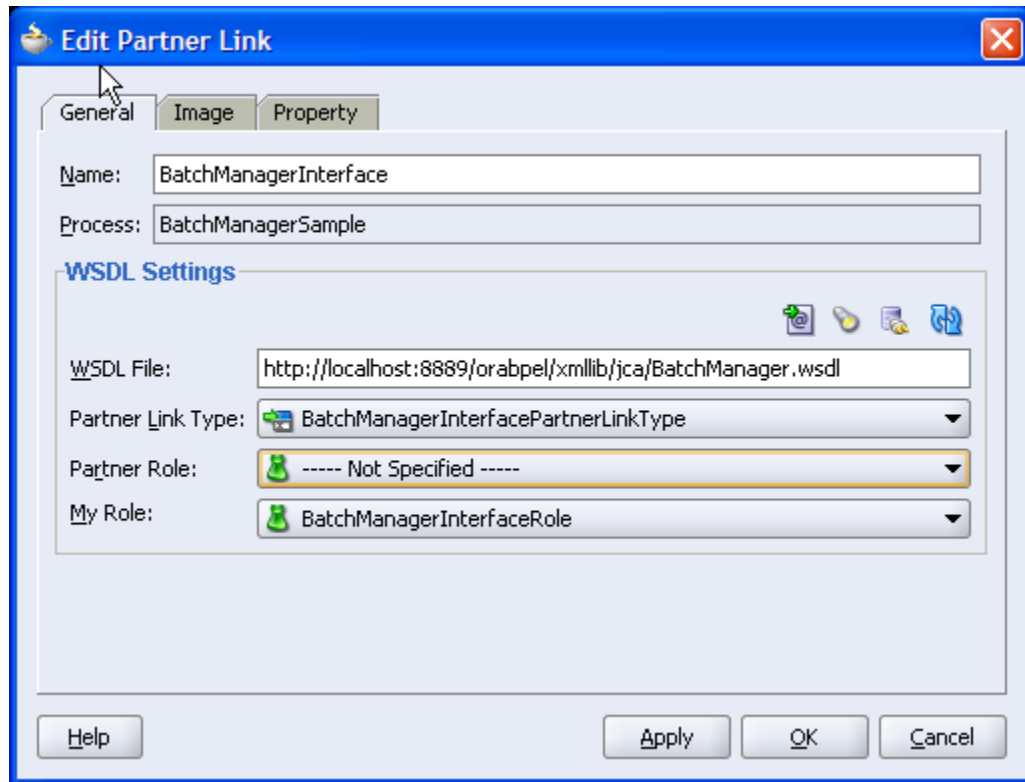 Edit Partner Link
General Image Property
Name: BatchManagerInterface
Process: BatchManagerSample
WSDL Settings
WSDL File: http://localhost:8889/orabpel/xmllib/jca/BatchManager.wsdl
Partner Link Type: BatchManagerInterfacePartnerLinkType
Partner Role: ----- Not Specified -----
My Role: BatchManagerInterfaceRole
Help Apply OK Cancel